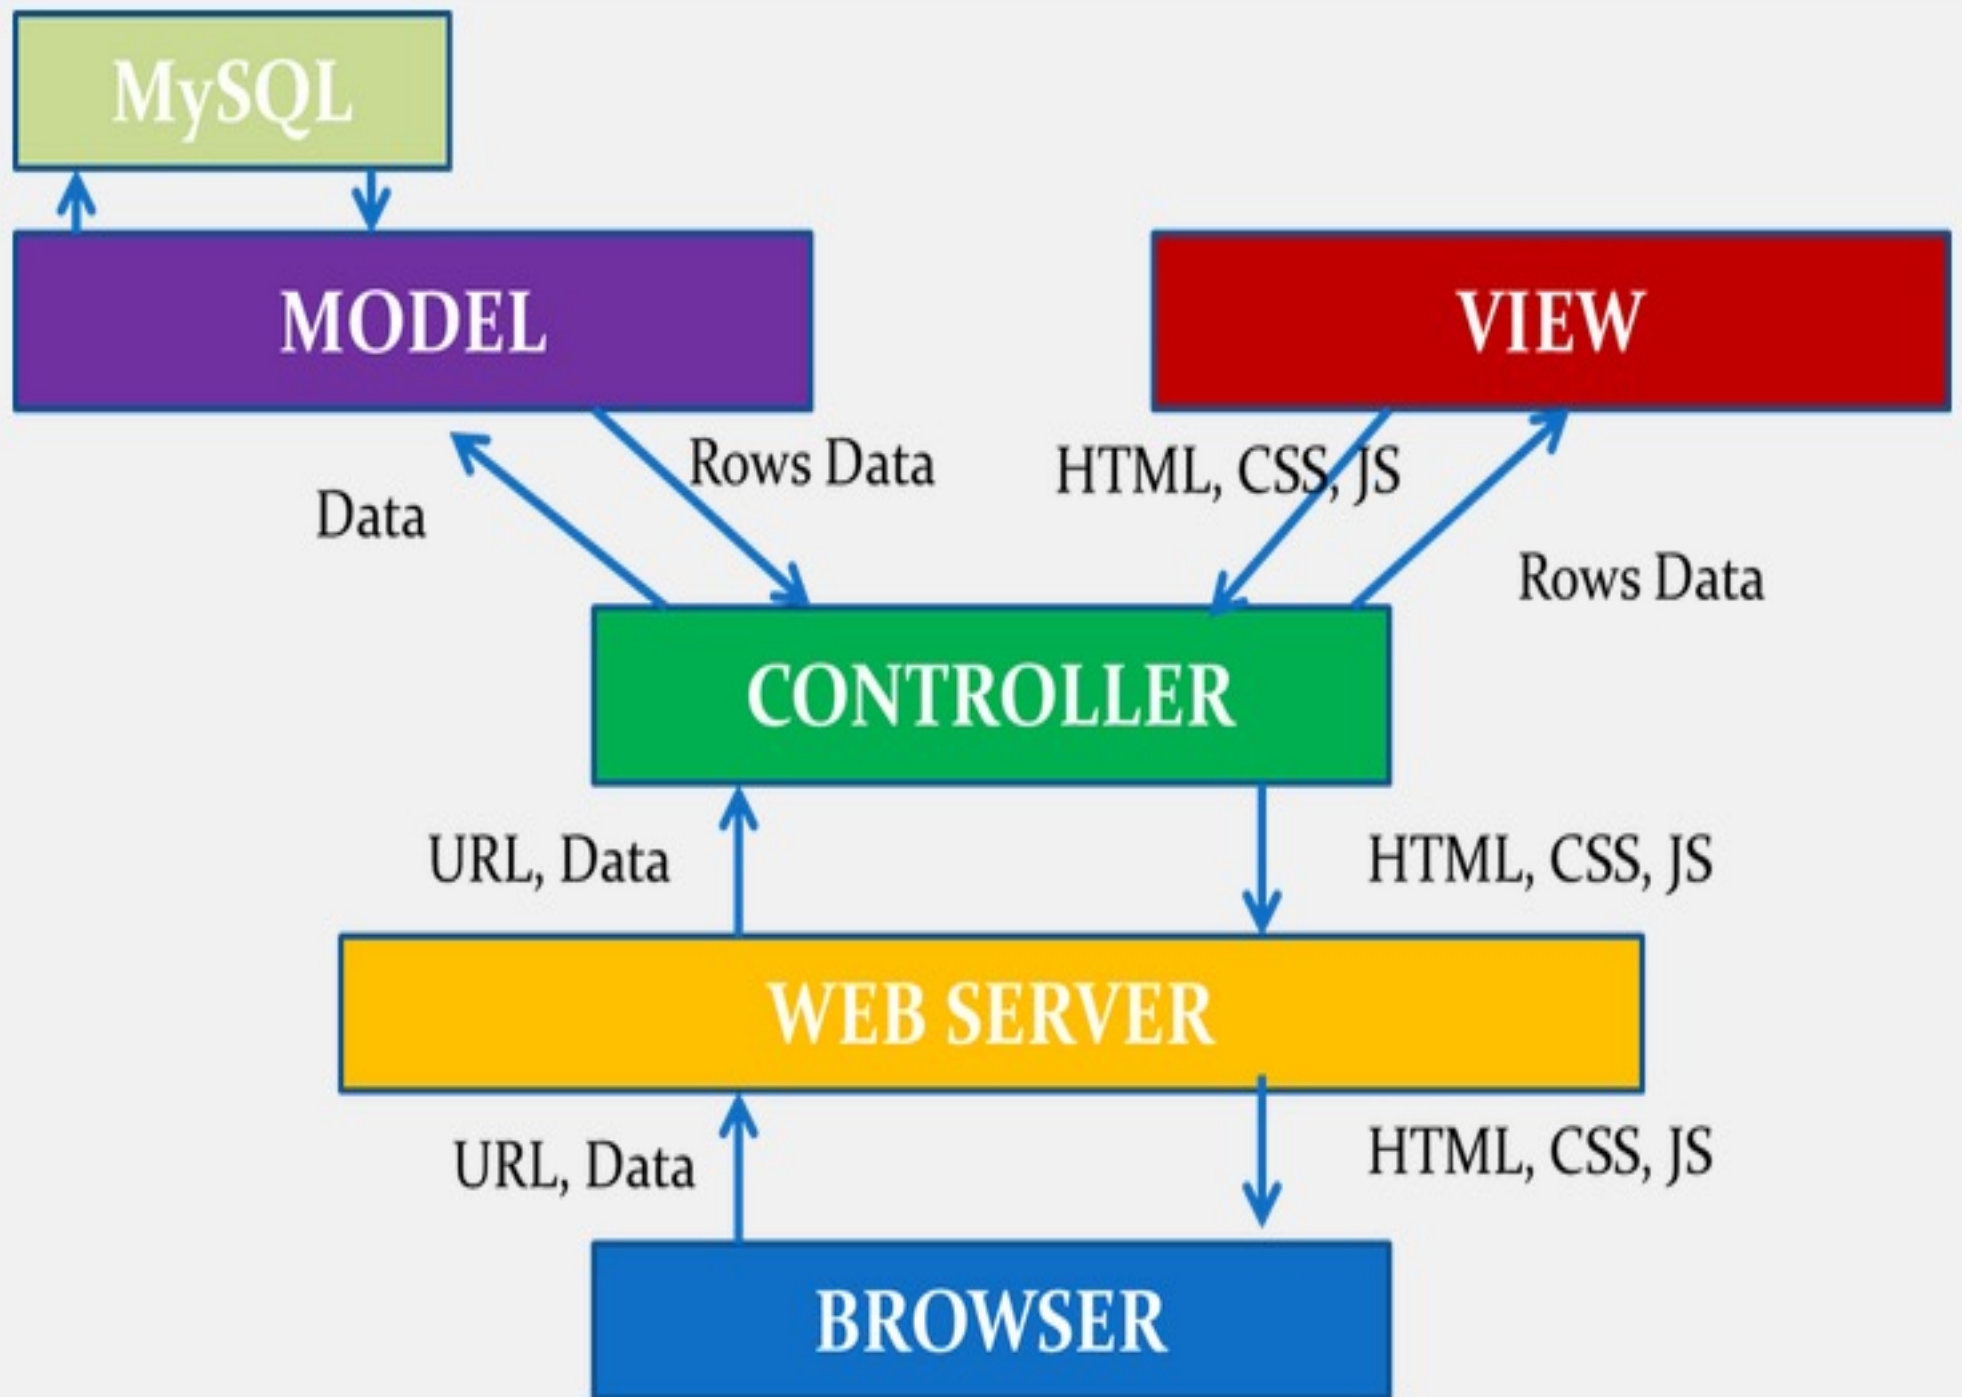 MySQL
MODEL
VIEW
Rows Data
HTML, CSS, JS
Data
Rows Data
CONTROLLER
URL, Data
HTML, CSS, JS
WEB SERVER
URL, Data
HTML, CSS, JS
BROWSER